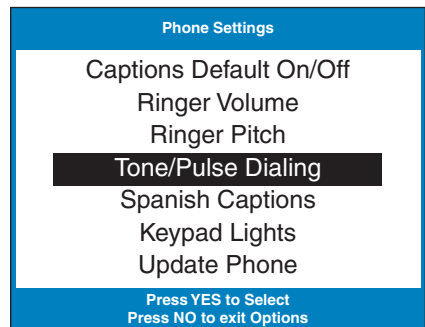 Phone Settings
Captions Default On/Off
Ringer Volume
Ringer Pitch
Tone/Pulse Dialing
Spanish Captions
Keypad Lights
Update Phone
Press YES to Select
Press NO to exit Options